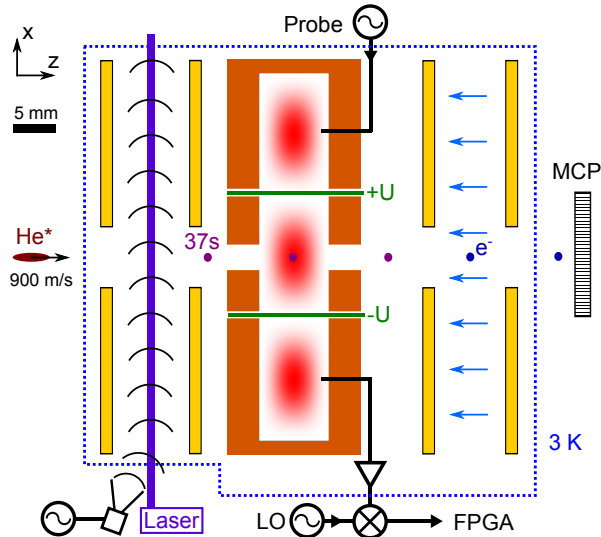 Probe
x
z
5 mm
MCP
+U
He*
37s
e-
900 m/s
-U
3 K
Laser
LO
FPGA